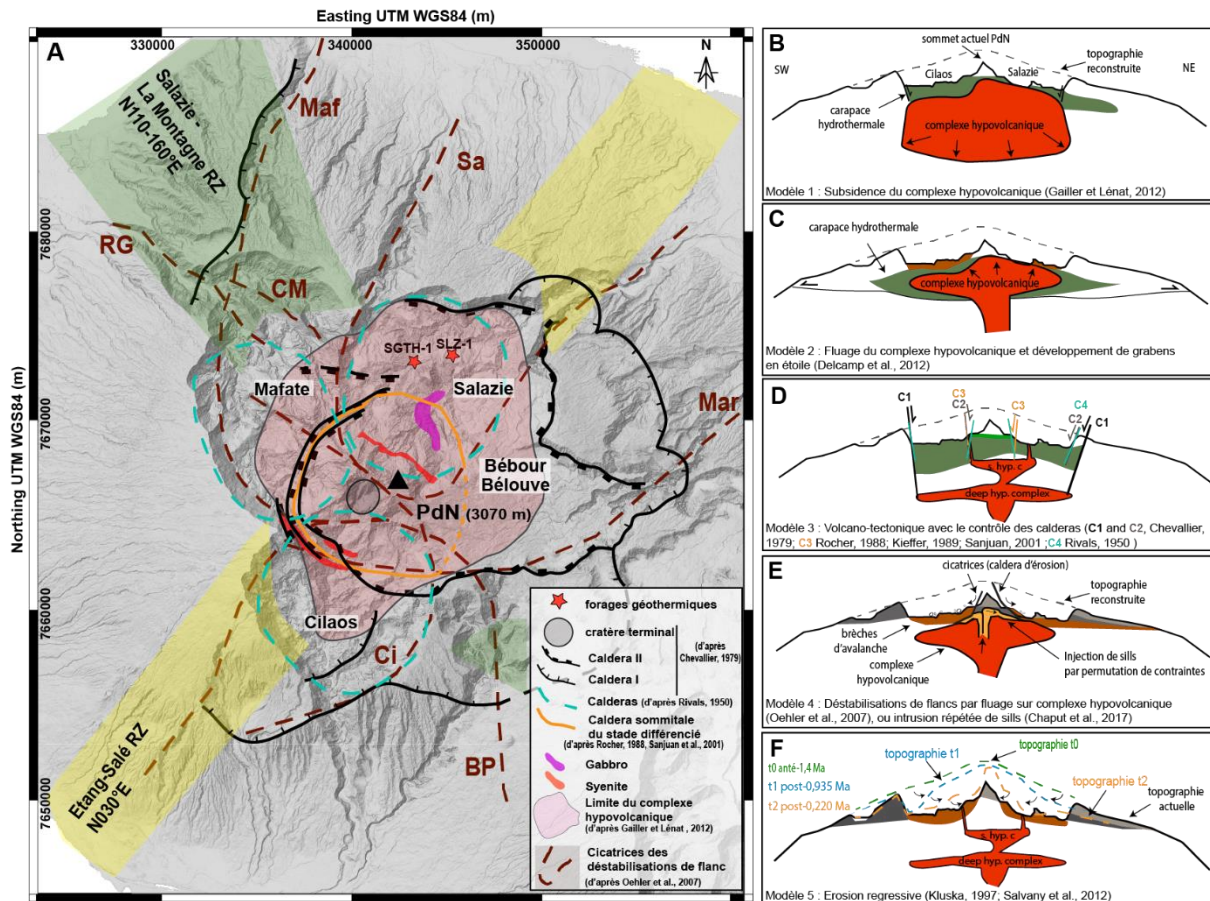 Easting UTM WGS84 (m)
330000
340000
350000
A
N
Northing UTM WGS84 (m)
7680000
7670000
7660000
7650000
Salazie -
La Montagne RZ
N110-160°E
Maf
Sa
RG
CM
SGTH-1
SLZ-1
Mafate
Salazie
Mar
Bébour
Bélouve
PdN (3070 m)
Cilaos
Ci
BP
Etang-Salé RZ
N030°E
forages géothermiques
cratère terminal
Caldera II
Caldera I
(d'après
Chevallier, 1979)
Calderas (d'après Rivals, 1950)
Caldera sommitale
du stade différencié
(d'après Rocher, 1988, Sanjuan et al., 2001)
Gabbro
Syenite
Limite du complexe
hypovolcanique
(d'après Gailler et Lénat, 2012)
Cicatrices des
déstabilisations de flanc
(d'après Oehler et al., 2007)
B
sommet actuel PdN
SW
Cilaos
Salazie
topographie
reconstruite
NE
carapace
hydrothermale
complexe hypovolcanique
Modèle 1 : Subsidence du complexe hypovolcanique (Gailler et Lénat, 2012)
C
carapace hydrothermale
complexe hypovolcanique
Modèle 2 : Fluage du complexe hypovolcanique et développement de grabens
en étoile (Delcamp et al., 2012)
D
C1
C3
C2
C3
C4
C2
C1
s. hyp. c
deep hyp. complex
Modèle 3 : Volcano-tectonique avec le contrôle des calderas (C1 and C2, Chevallier,
1979; C3 Rocher, 1988; Kieffer, 1989; Sanjuan, 2001 ;C4 Rivals, 1950 )
E
cicatrices (caldera d'érosion)
topographie
reconstruite
brèches
d'avalanche
complexe
hypovolcanique
Injection de sills
par permutation de contraintes
Modèle 4 : Déstabilisations de flancs par fluage sur complexe hypovolcanique
(Oehler et al., 2007), ou intrusion répétée de sills (Chaput et al., 2017)
F
topographie t1
topographie t0
t0 anté-1,4 Ma
t1 post-0,935 Ma
t2 post-0,220 Ma
topographie t2
topographie
actuelle
s. hyp. c
deep hyp. complex
Modèle 5 : Erosion regressive (Kluska, 1997; Salvany et al., 2012)